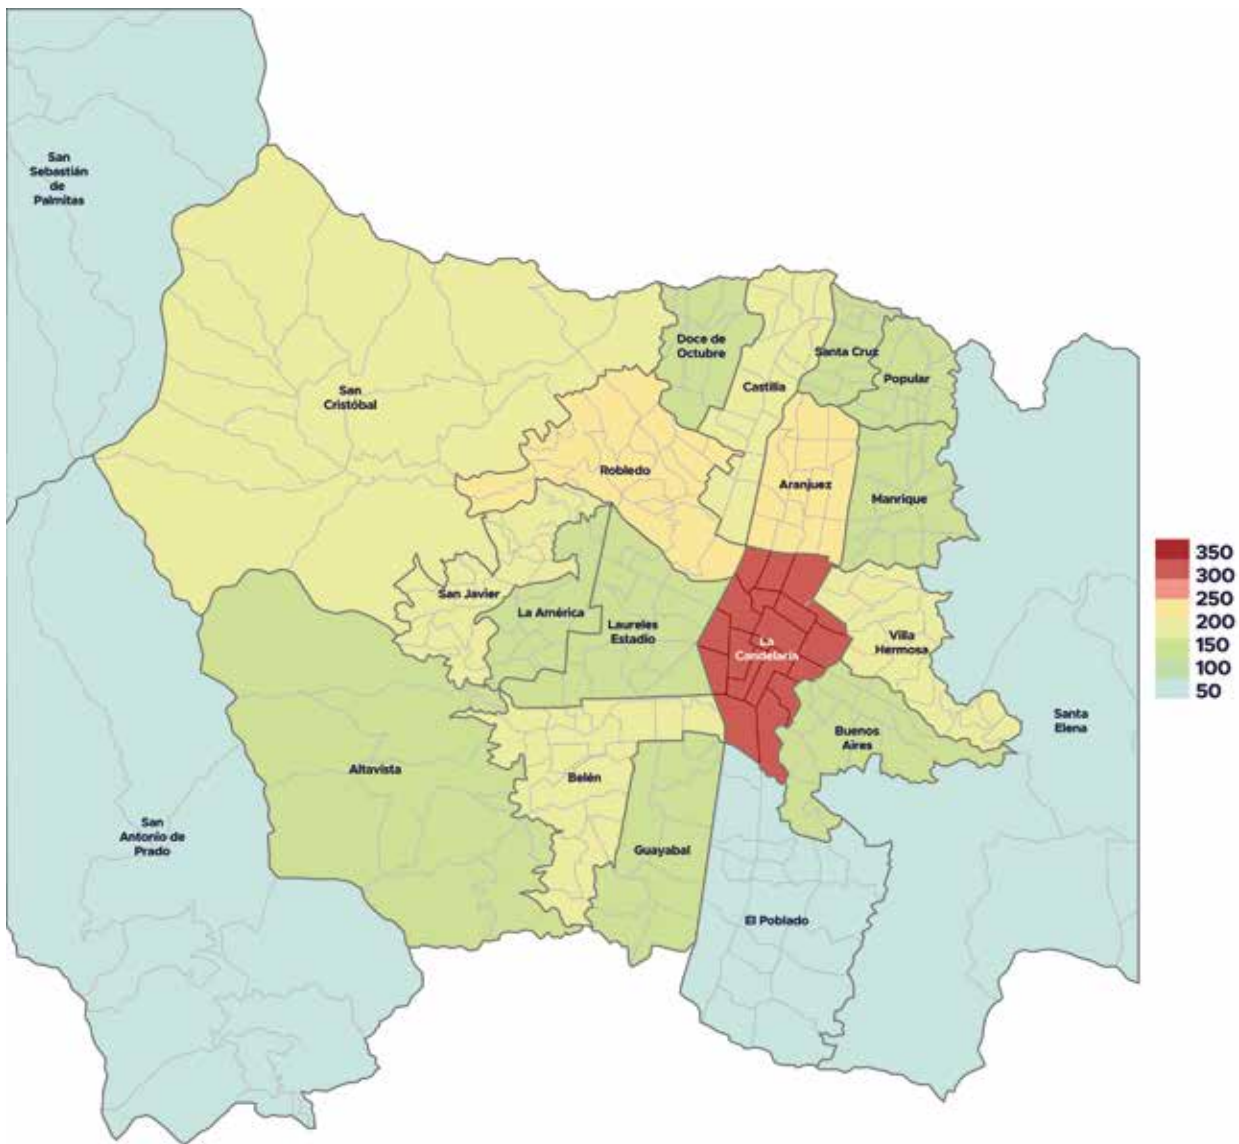 San
Sebastián
de
Palmitas
San
Cristóbal
Doce de
Octubre
Castilla
Santa Cruz
Popular
Robledo
Aranjuez
Manrique
San Javier
La América
Laureles
Estadio
La
Candelaria
Villa
Hermosa
Buenos
Aires
Santa
Elena
Altavista
Belén
San
Antonio de
Prado
Guayabal
El Poblado
350
300
250
200
150
100
50